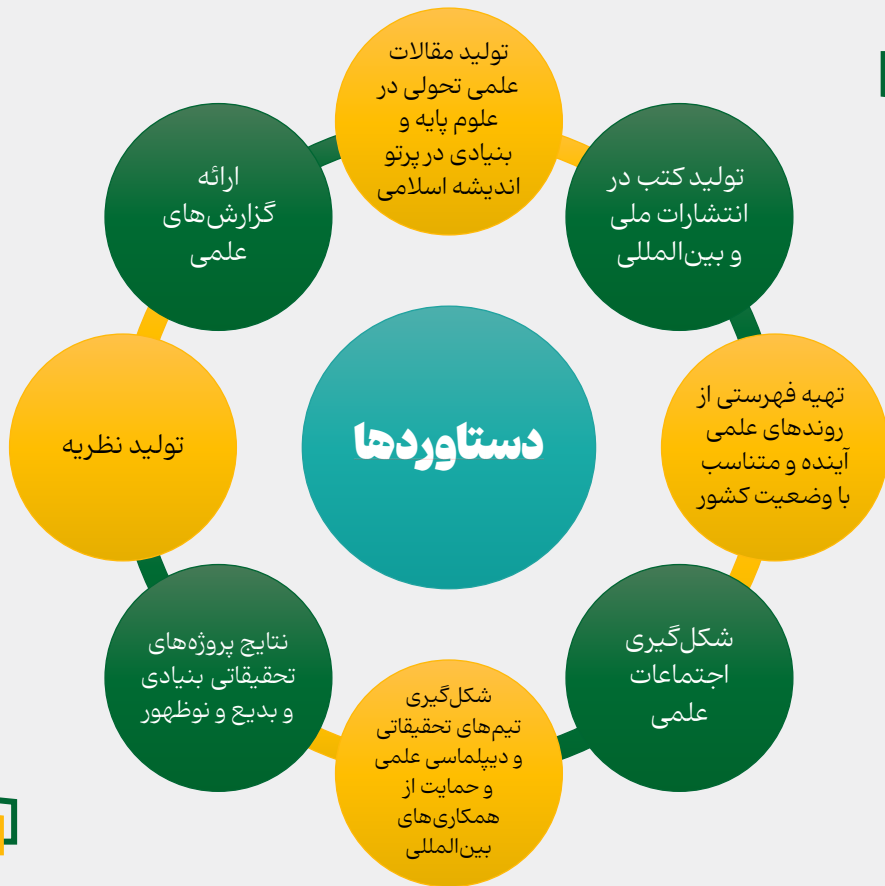 تولید مقالات
علمی تحولی در
علوم پایه و
بنیادی در پرتو
اندیشه اسلامی
تولید کتب در
انتشارات ملی
و بین‌المللی
تهیه فهرستی از
روندهای علمی
آینده و متناسب
با وضعیت کشور
شکل‌گیری
اجتماعات
علمی
شکل‌گیری
تیم‌های تحقیقاتی
و دیپلماسی علمی
و حمایت از
همکاری‌های
بین‌المللی
نتایج پروژه‌های
تحقیقاتی بنیادی
و بدیع و نوظهور
تولید نظریه
ارائه
گزارش‌های
علمی
دستاوردها